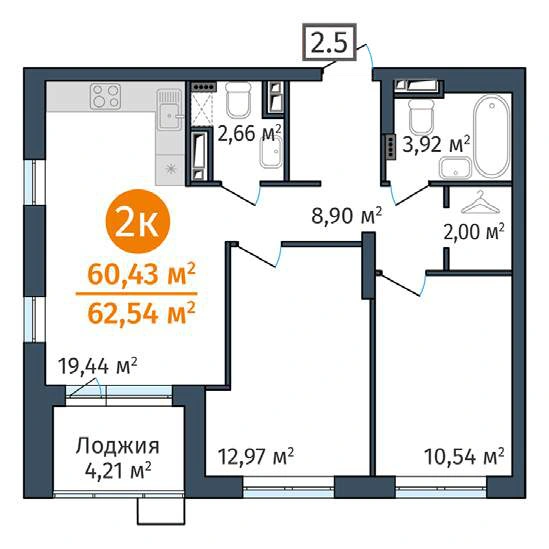 2.5
2,66 м²
3,92 м²
2к
8,90 м²
2,00 м²
60,43 м²
62,54 м²
19,44 м²
Лоджия
4,21 м²
12,97 м²
10,54 м²